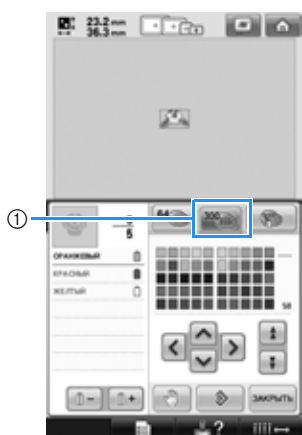 23.2 mm
36.3 mm
①
64
300
5
ОРАНЖЕВЫЙ
КРАСНЫЙ
ЖЕЛТЫЙ
50
ЗАКРЫТЬ
?